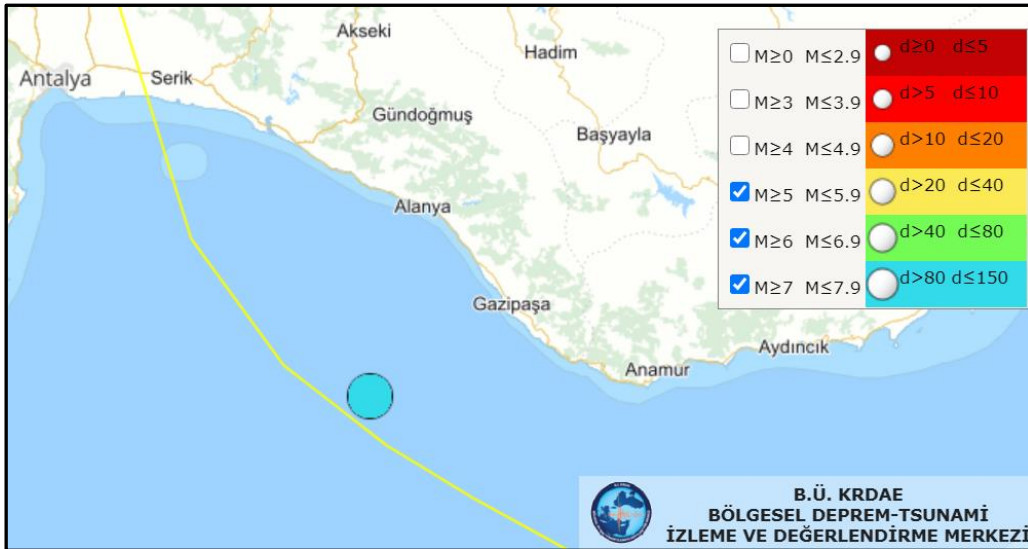 Akseki
Hadim
Antalya
Serik
Gündoğmuş
Başyayla
Alanya
Gazipaşa
Anamur
Aydıncık
M≥0 M≤2.9 d≥0 d≤5
M≥3 M≤3.9 d>5 d≤10
M≥4 M≤4.9 d>10 d≤20
M≥5 M≤5.9 d>20 d≤40
M≥6 M≤6.9 d>40 d≤80
M≥7 M≤7.9 d>80 d≤150
B.Ü. KRDAE
BÖLGESEL DEPREM-TSUNAMİ
İZLEME VE DEĞERLENDİRME MERKEZİ